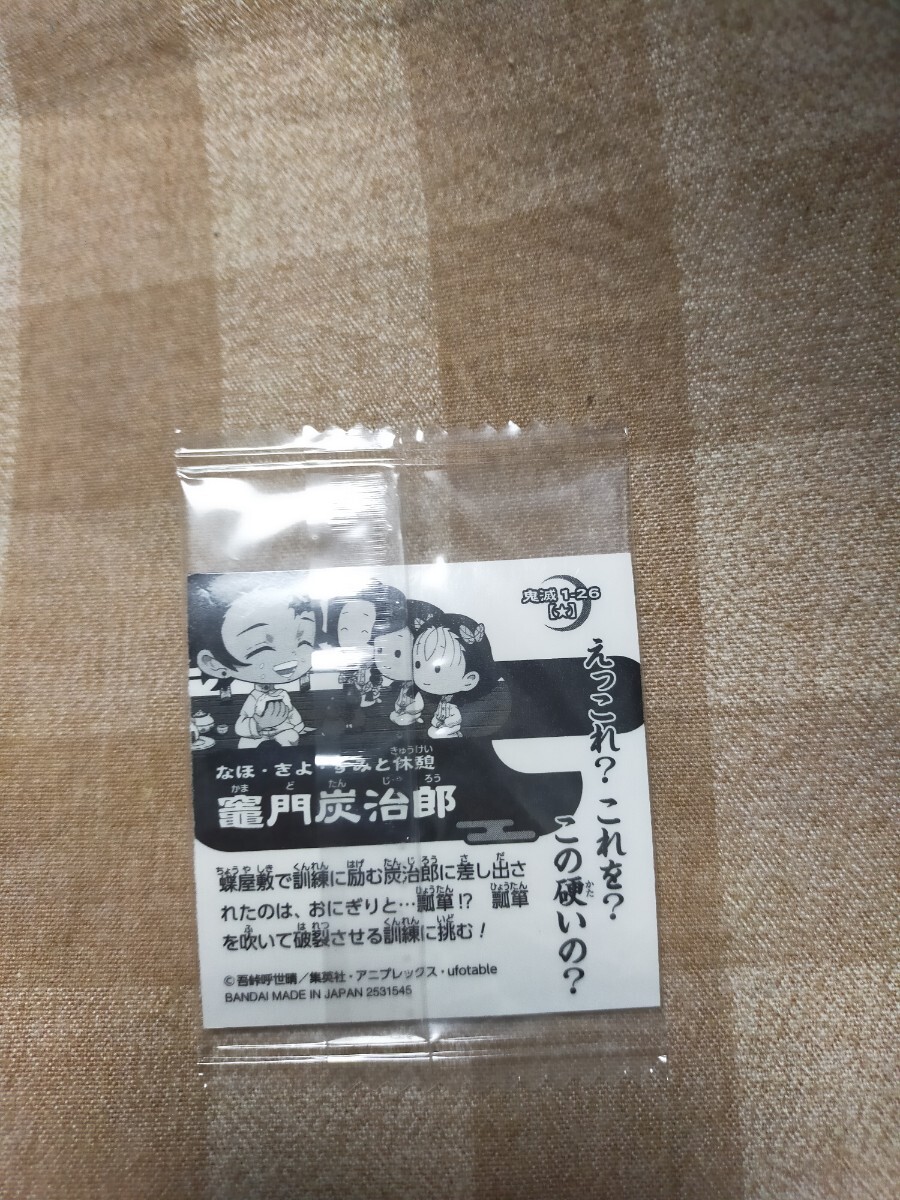 鬼滅 1-26
[★]
えっこれ？ これを？
この硬いの？
なほ・きよ・すみと休憩
竈門炭治郎
蝶屋敷で訓練に励む炭治郎に差し出さ
れたのは、おにぎりと…瓢箪!? 瓢箪
を吹いて破裂させる訓練に挑む！
©吾峠呼世晴／集英社・アニプレックス・ufotable
BANDAI MADE IN JAPAN 2531545